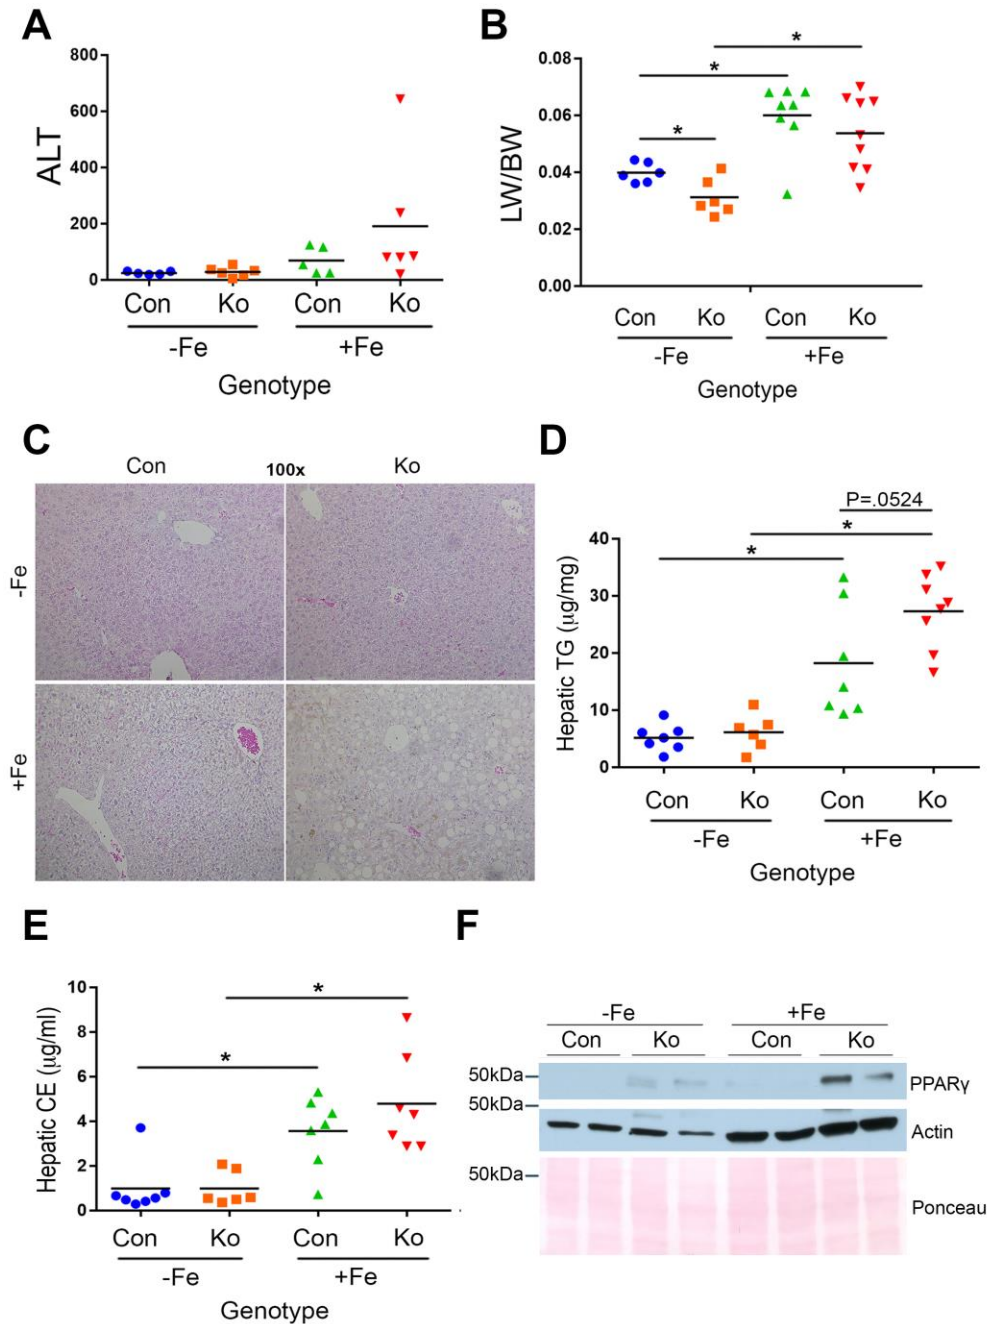 A
ALT
800
600
400
200
0
Con Ko Con Ko
-Fe +Fe
Genotype
B
*
*
*
LW/BW
0.08
0.06
0.04
0.02
0.00
Con Ko Con Ko
-Fe +Fe
Genotype
C
Con 100x Ko
-Fe
+Fe
D
P=.0524
*
*
Hepatic TG (μg/mg)
40
30
20
10
0
Con Ko Con Ko
-Fe +Fe
Genotype
E
*
*
Hepatic CE (μg/ml)
10
8
6
4
2
0
Con Ko Con Ko
-Fe +Fe
Genotype
F
-Fe +Fe
Con Ko Con Ko
50kDa PPARγ
50kDa
Actin
50kDa
Ponceau